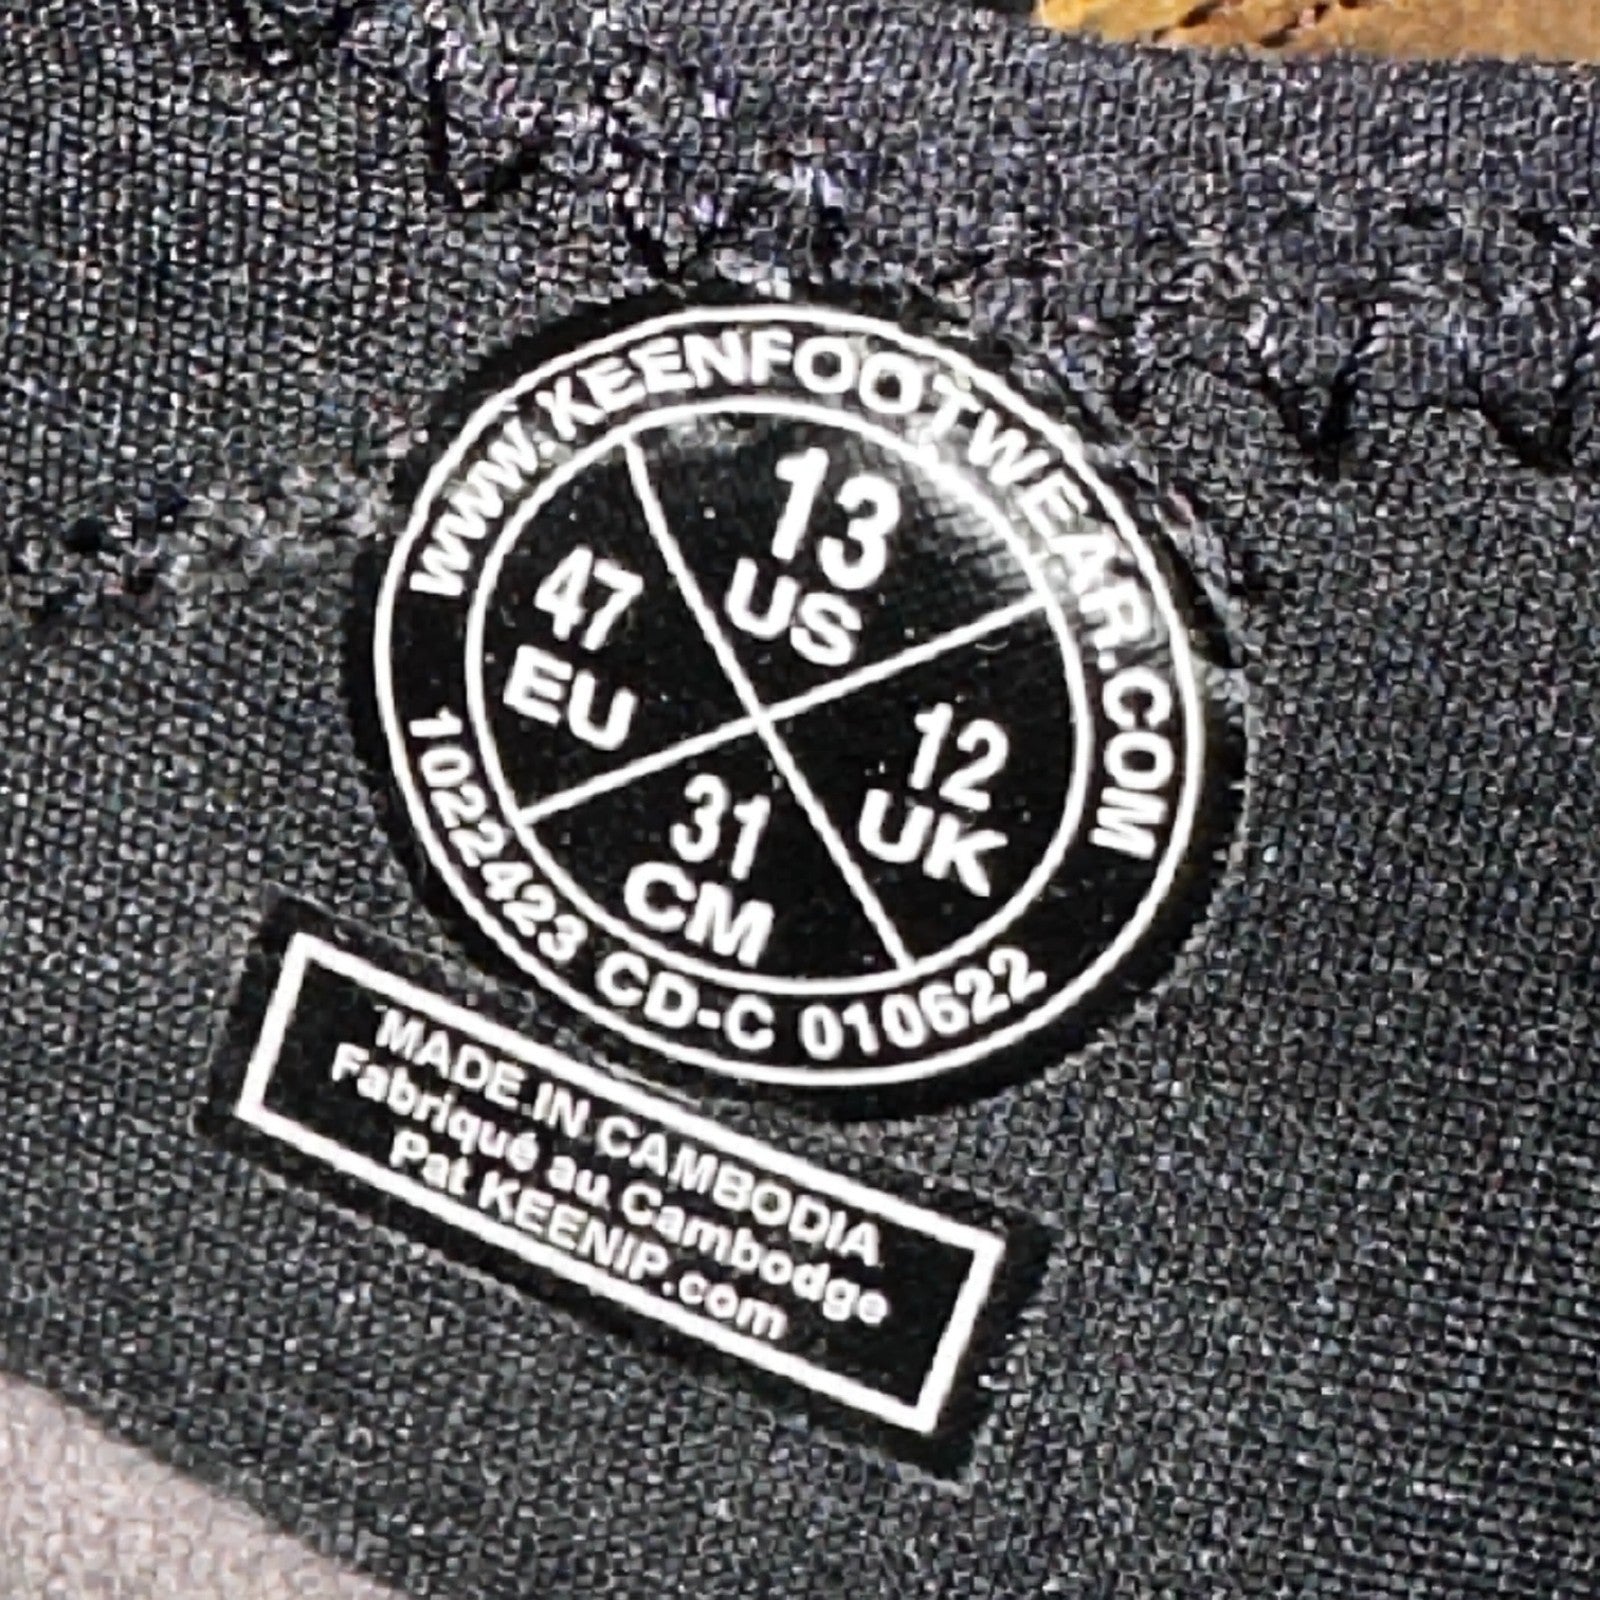 WWW.KEENFOOTWEAR.COM
13
US
47
EU
12
UK
31
CM
1022423 CD-C 010622
MADE IN CAMBODIA
Fabriqué au Cambodge
Pat KEENIP.com